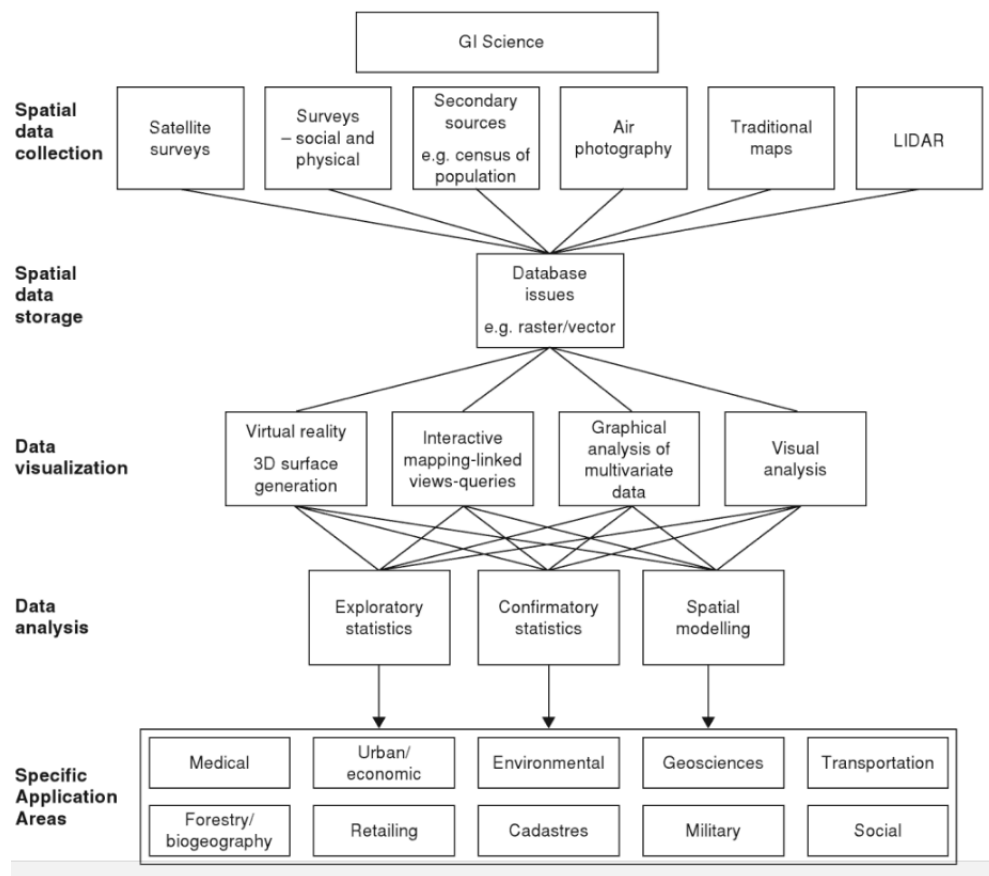 GI Science
Spatial
data
collection
Satellite
surveys
Surveys
– social and
physical
Secondary
sources
e.g. census of
population
Air
photography
Traditional
maps
LIDAR
Spatial
data
storage
Database
issues
e.g. raster/vector
Data
visualization
Virtual reality
3D surface
generation
Interactive
mapping-linked
views-queries
Graphical
analysis of
multivariate
data
Visual
analysis
Data
analysis
Exploratory
statistics
Confirmatory
statistics
Spatial
modelling
Specific
Application
Areas
Medical
Urban/
economic
Environmental
Geosciences
Transportation
Forestry/
biogeography
Retailing
Cadastres
Military
Social